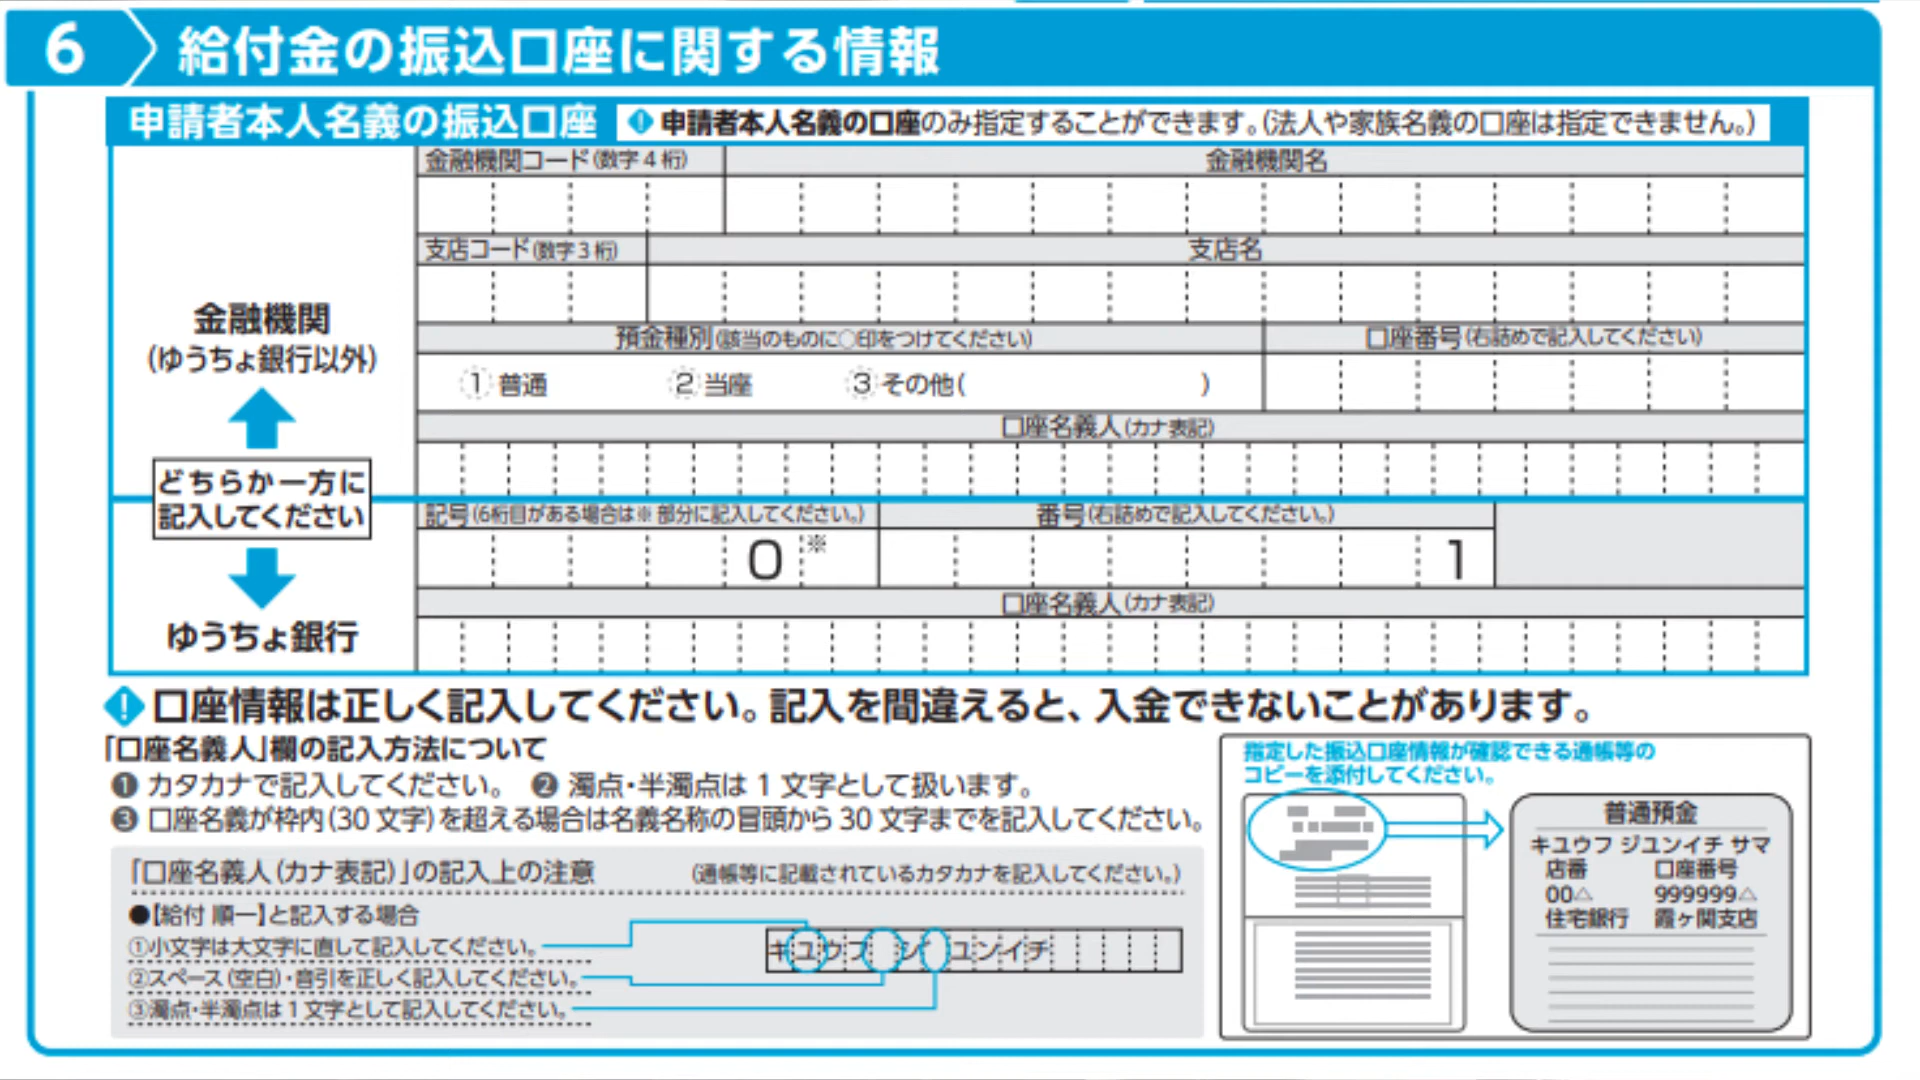 6 給付金の振込口座に関する情報
申請者本人名義の振込口座 ! 申請者本人名義の口座のみ指定することができます。(法人や家族名義の口座は指定できません。)
金融機関コード(数字4桁) 金融機関名
支店コード(数字3桁) 支店名
金融機関
(ゆうちょ銀行以外)
預金種別(該当のものに○印をつけてください) 口座番号(右詰めで記入してください)
1 普通 2 当座 3 その他( )
口座名義人(カナ表記)
どちらか一方に
記入してください
記号(6桁目がある場合は※部分に記入してください。) 番号(右詰めで記入してください。)
0 ※ 1
口座名義人(カナ表記)
ゆうちょ銀行
! 口座情報は正しく記入してください。記入を間違えると、入金できないことがあります。
「口座名義人」欄の記入方法について
❶ カタカナで記入してください。 ❷ 濁点・半濁点は1文字として扱います。
❸ 口座名義が枠内(30文字)を超える場合は名義名称の冒頭から30文字までを記入してください。
「口座名義人(カナ表記)」の記入上の注意 (通帳等に記載されているカタカナを記入してください。)
●【給付 順一】と記入する場合
①小文字は大文字に直して記入してください。
②スペース(空白)・音引を正しく記入してください。
③濁点・半濁点は1文字として記入してください。
キユウフ シ゛ユンイチ
指定した振込口座情報が確認できる通帳等の
コピーを添付してください。
普通預金
キユウフ ジユンイチ サマ
店番 口座番号
00△ 999999△
住宅銀行 霞ヶ関支店